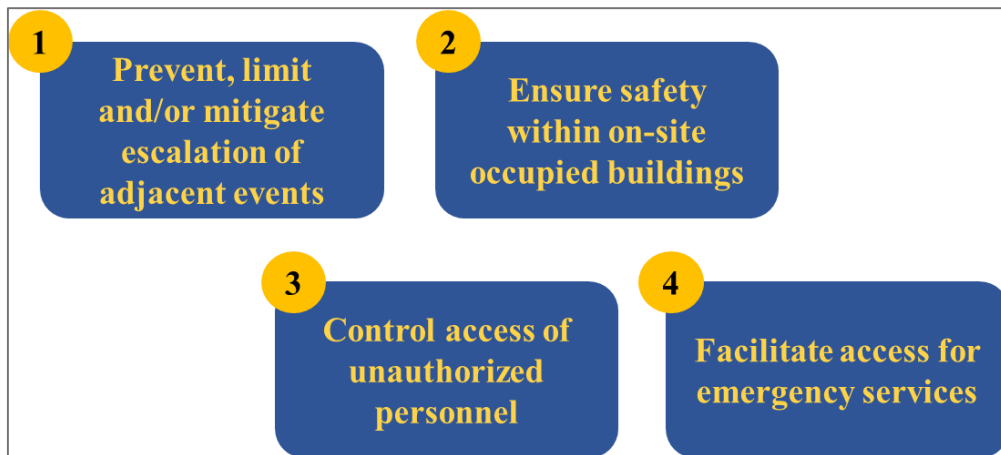 1
Prevent, limit
and/or mitigate
escalation of
adjacent events
2
Ensure safety
within on-site
occupied buildings
3
Control access of
unauthorized
personnel
4
Facilitate access for
emergency services